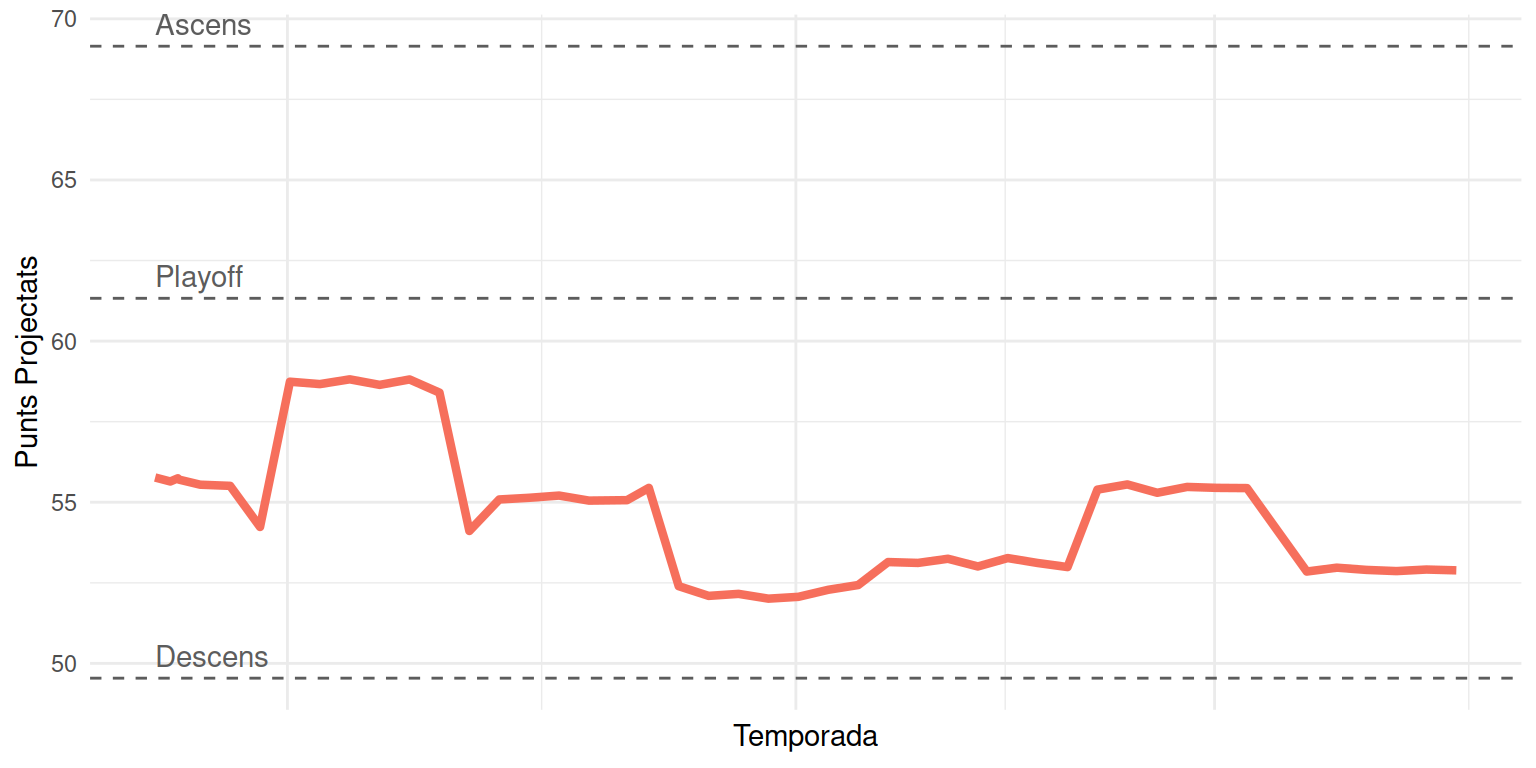 70
Ascens
65
Playoff
60
Punts Projectats
55
Descens
50
Temporada